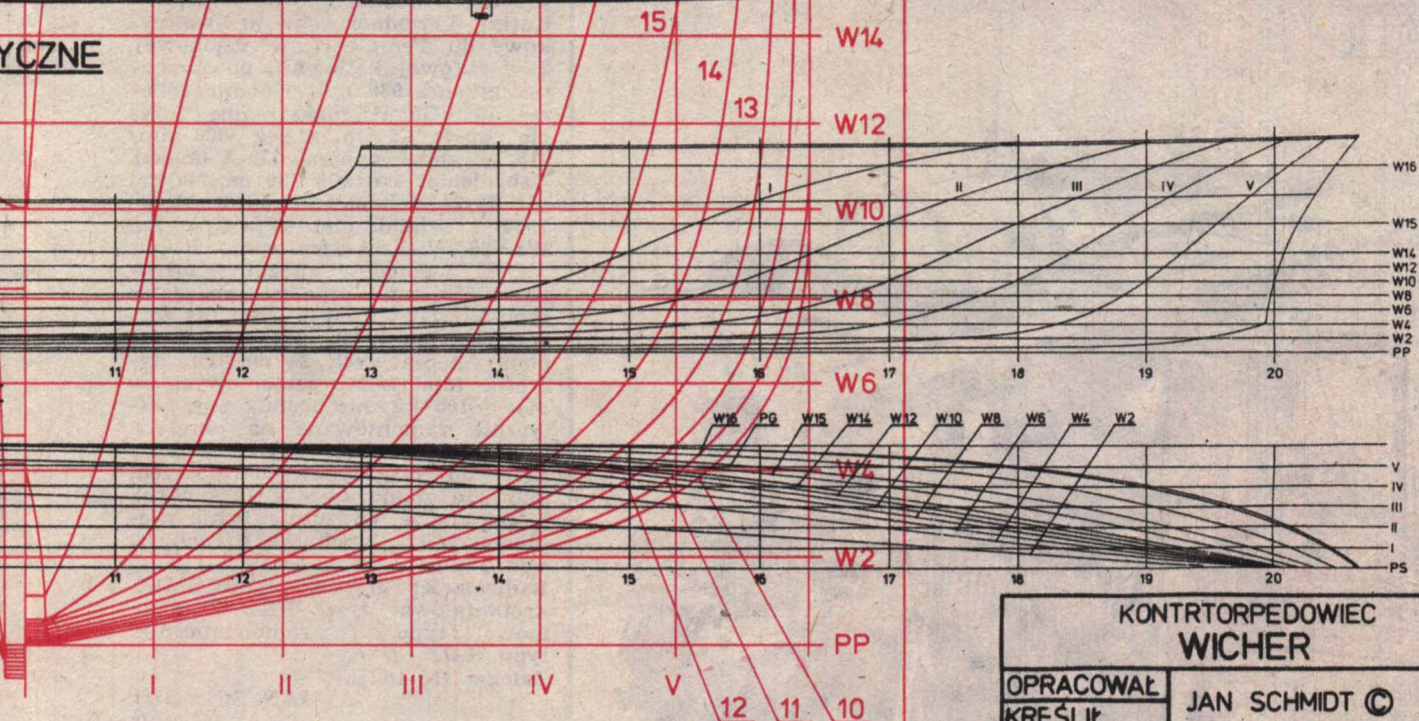 15
W14
YCZNE
14
13
W12
W16
I II III IV V
W10
W15
W14
W12
W10
W8
W8
W6
W4
W2
PP
11 12 13 14 15 16 17 18 19 20
W6
W16 PG W15 W14 W12 W10 W8 W6 W4 W2
W4
V
IV
III
II
I
PS
W2
11 12 13 14 15 16 17 18 19 20
KONTRTORPEDOWIEC
WICHER
PP
I II III IV V
OPRACOWAŁ
JAN SCHMIDT ©
KREŚLIŁ
12 11 10